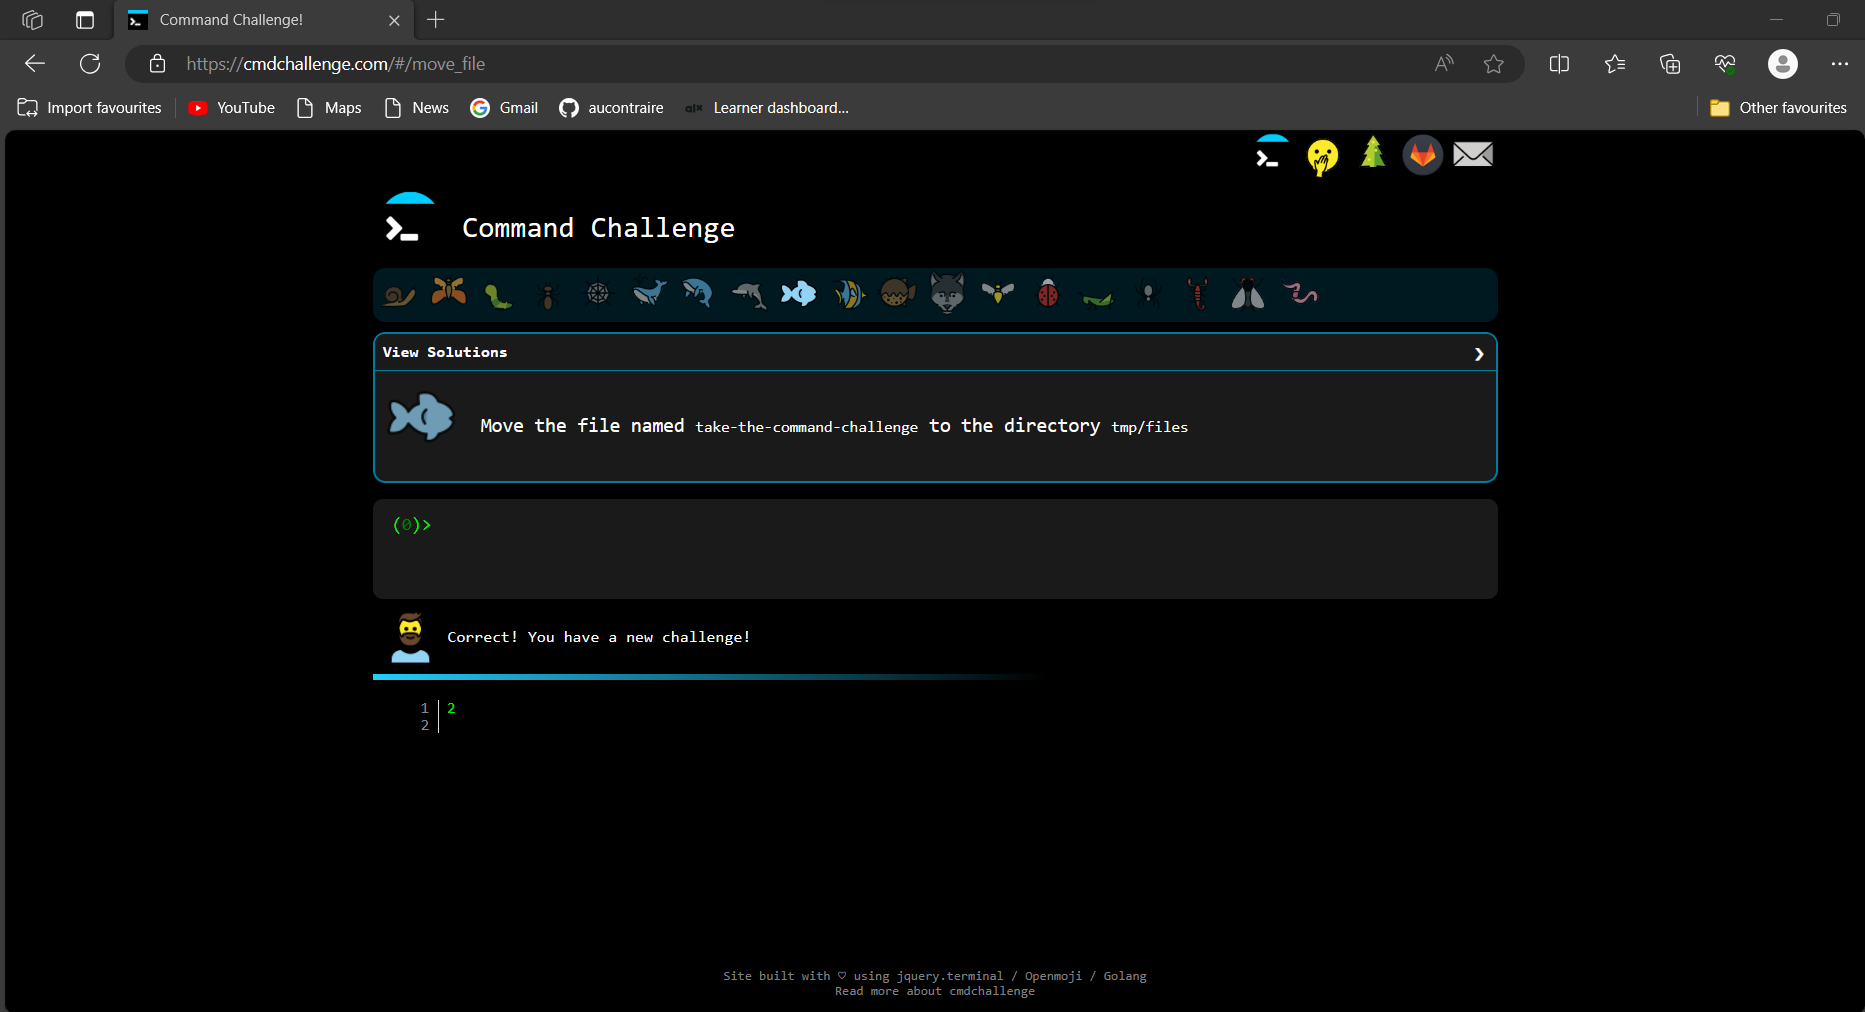 Command Challenge!
https://cmdchallenge.com/#/move_file
Import favourites YouTube Maps News Gmail aucontraire alx Learner dashboard... Other favourites
Command Challenge
View Solutions
Move the file named take-the-command-challenge to the directory tmp/files
(0)>
Correct! You have a new challenge!
1 2
2
Site built with ♡ using jquery.terminal / Openmoji / Golang
Read more about cmdchallenge